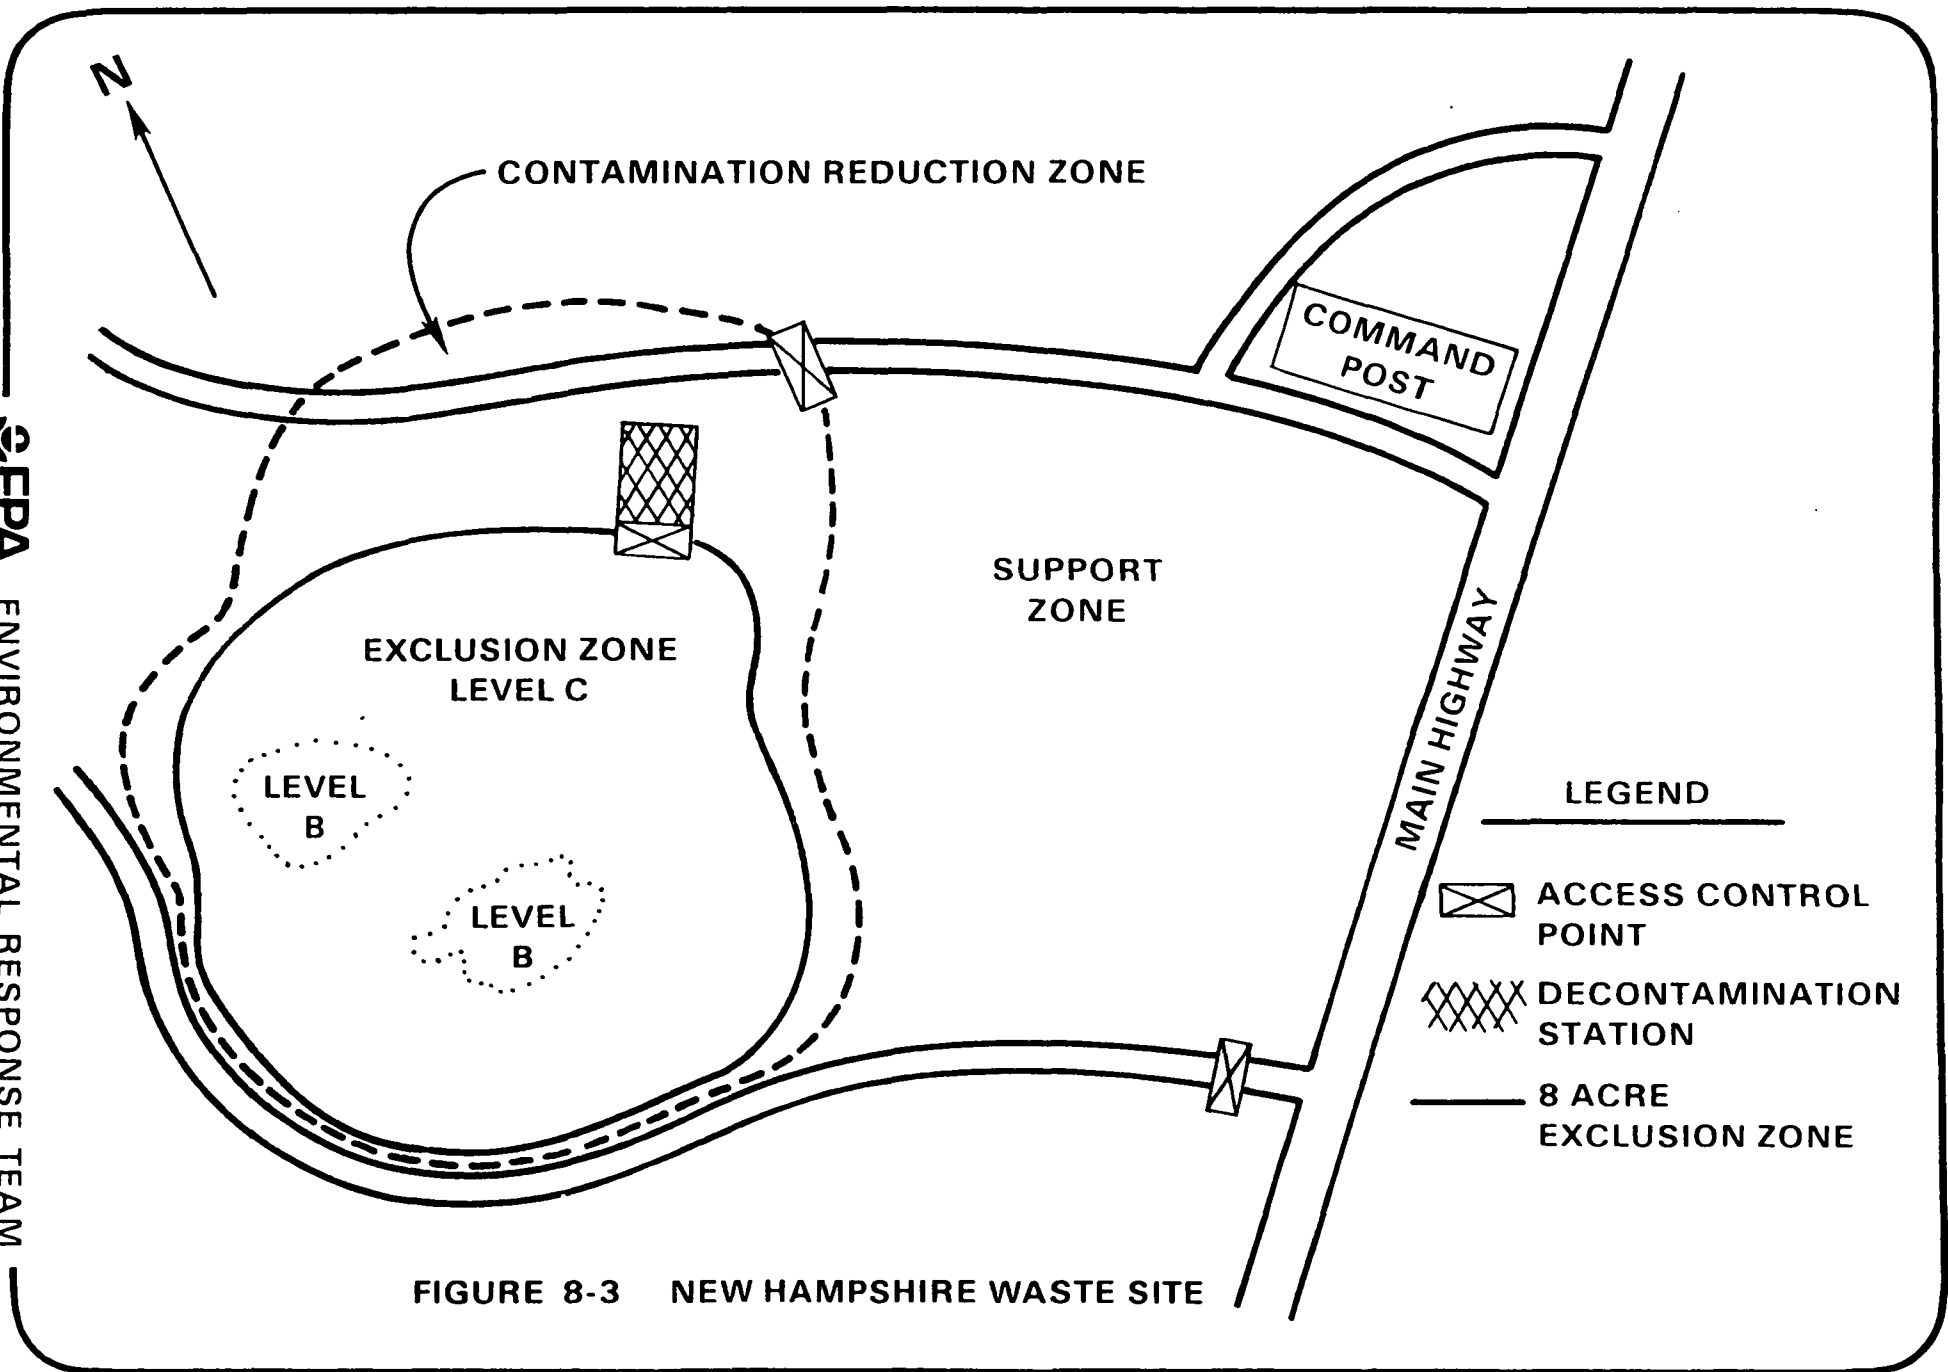 N
CONTAMINATION REDUCTION ZONE
COMMAND
POST
SUPPORT
ZONE
EXCLUSION ZONE
LEVEL C
LEVEL
B
LEVEL
B
MAIN HIGHWAY
LEGEND
ACCESS CONTROL
POINT
DECONTAMINATION
STATION
8 ACRE
EXCLUSION ZONE
EPA ENVIRONMENTAL RESPONSE TEAM
FIGURE 8-3 NEW HAMPSHIRE WASTE SITE